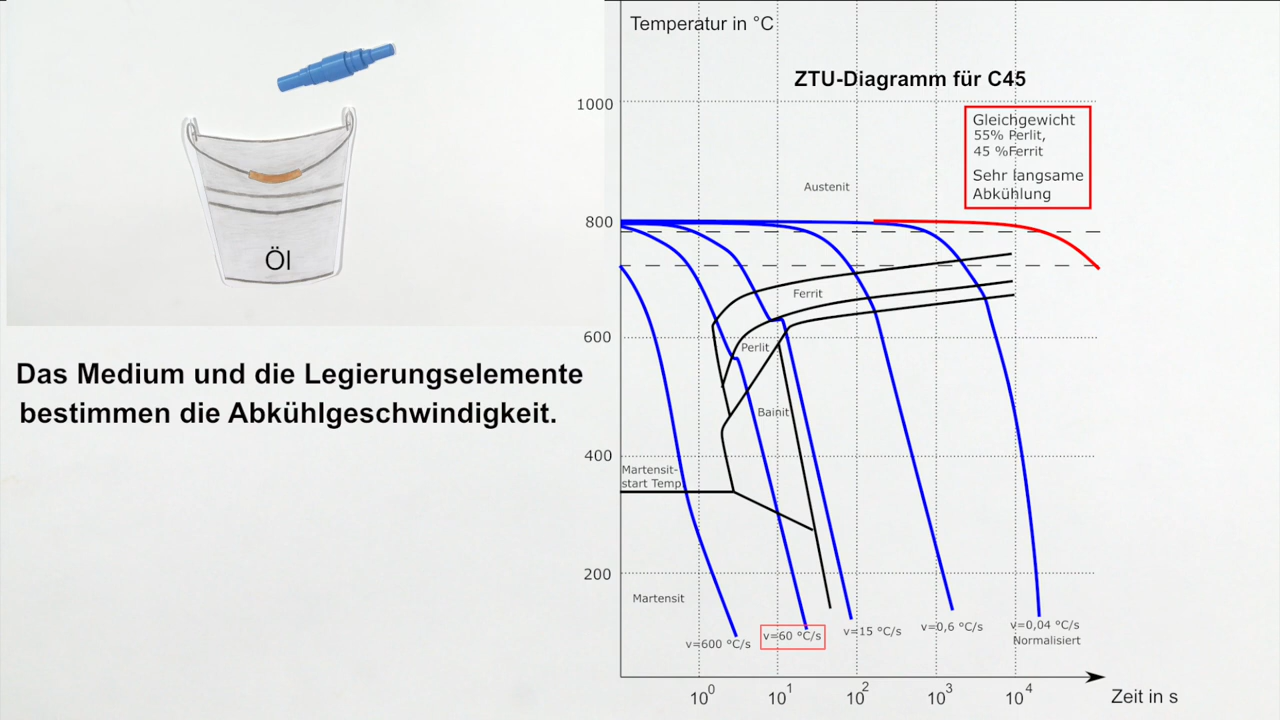 Öl
Das Medium und die Legierungselemente
bestimmen die Abkühlgeschwindigkeit.
Temperatur in °C
ZTU-Diagramm für C45
1000
Gleichgewicht
55% Perlit,
45 %Ferrit
Sehr langsame
Abkühlung
Austenit
800
Ferrit
600
Perlit
Bainit
400
Martensit-
start Temp.
200
Martensit
v=600 °C/s
v=60 °C/s
v=15 °C/s
v=0,6 °C/s
v=0,04 °C/s
Normalisiert
10⁰
10¹
10²
10³
10⁴
Zeit in s